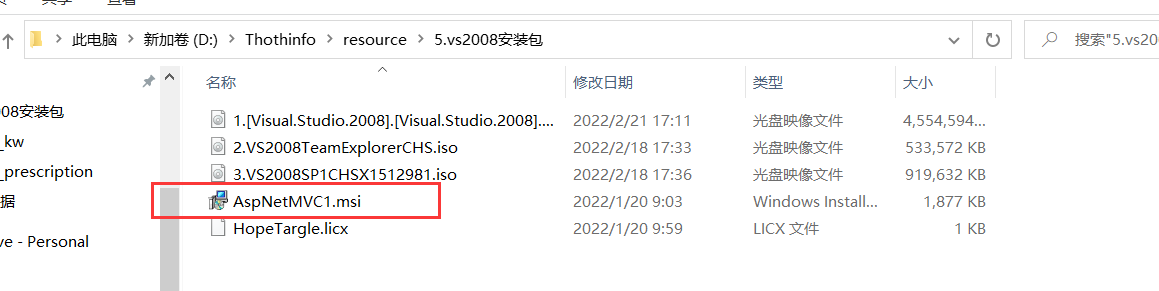 共享 查看
此电脑 › 新加卷 (D:) › Thothinfo › resource › 5.vs2008安装包
搜索"5.vs200
名称 修改日期 类型 大小
008安装包
1.[Visual.Studio.2008].[Visual.Studio.2008].... 2022/2/21 17:11 光盘映像文件 4,554,594...
_kw
2.VS2008TeamExplorerCHS.iso 2022/2/18 17:33 光盘映像文件 533,572 KB
_prescription
3.VS2008SP1CHSX1512981.iso 2022/2/18 17:36 光盘映像文件 919,632 KB
据
AspNetMVC1.msi 2022/1/20 9:03 Windows Install... 1,877 KB
HopeTargle.licx 2022/1/20 9:59 LICX 文件 1 KB
ve - Personal